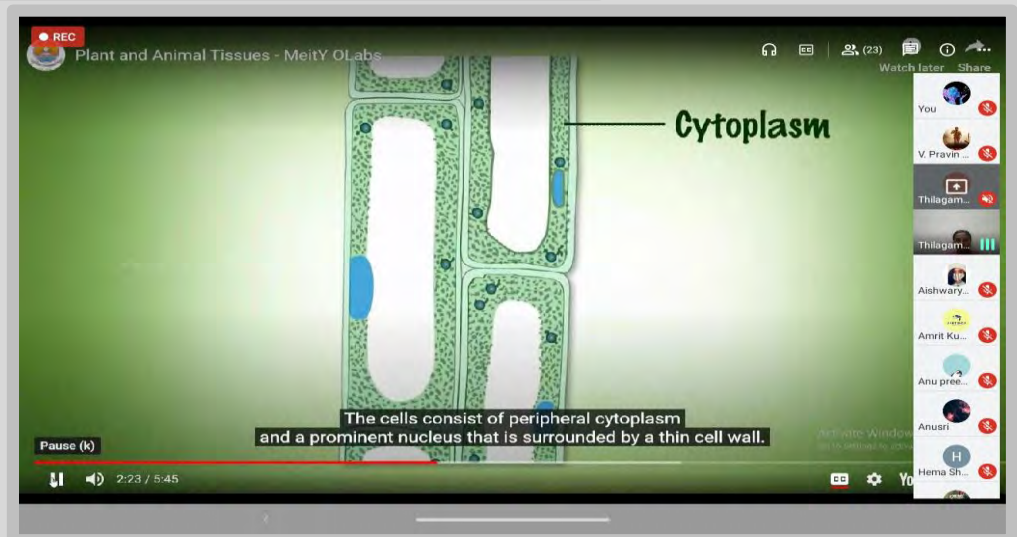 REC
Plant and Animal Tissues - MeitY OLabs
(23)
Watch later Share
Cytoplasm
You
V. Pravin ...
Thilagam...
Thilagam...
Aishwary...
Amrit Ku...
Anu pree...
Anusri
H
Hema Sh...
The cells consist of peripheral cytoplasm
and a prominent nucleus that is surrounded by a thin cell wall.
Activate Window
Pause (k)
2:23 / 5:45
CC
Yo